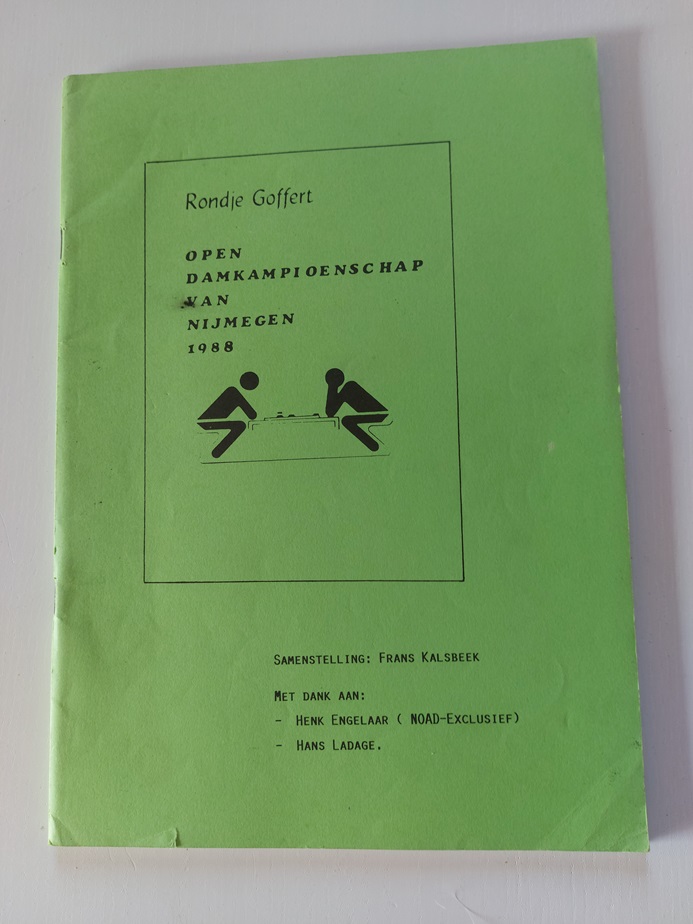 Rondje Goffert
OPEN
DAMKAMPIOENSCHAP
VAN
NIJMEGEN
1988
SAMENSTELLING: FRANS KALSBEEK
MET DANK AAN:
- HENK ENGELAAR ( NOAD-EXCLUSIEF)
- HANS LADAGE.